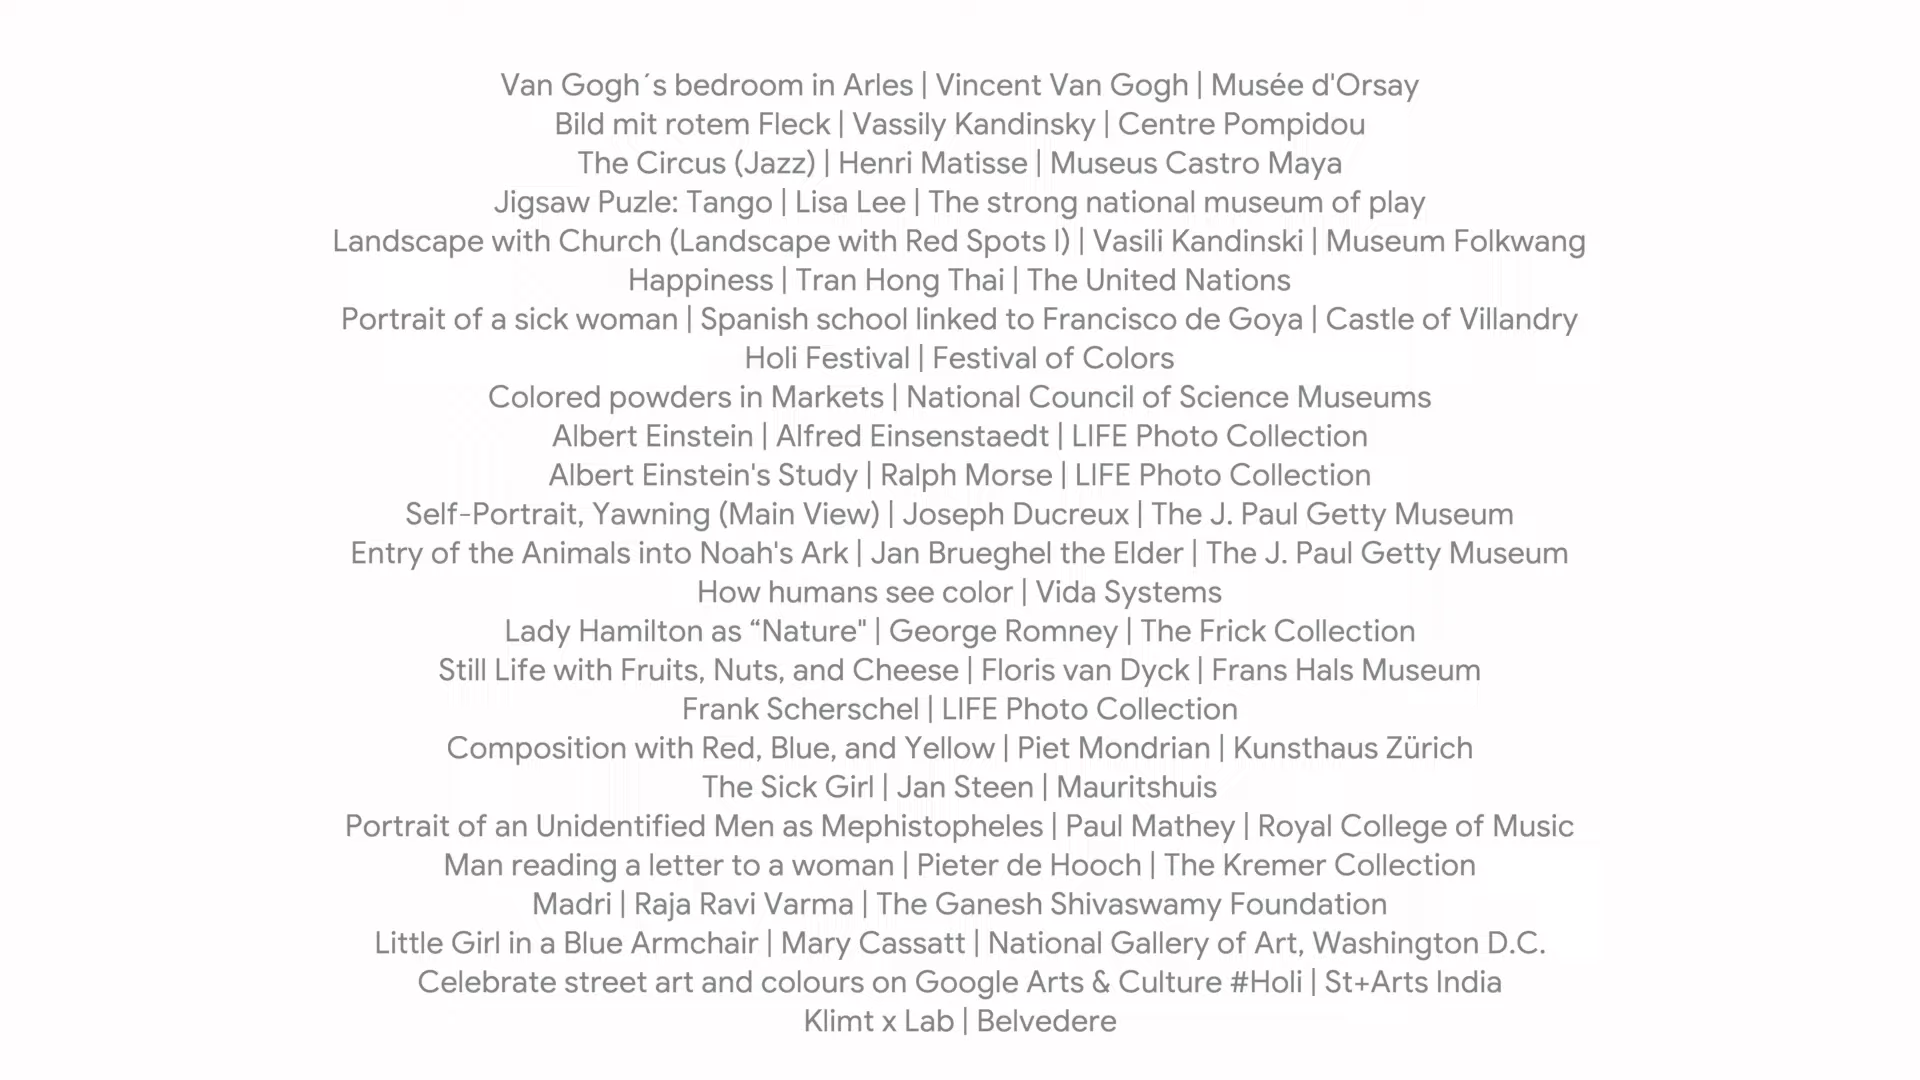 Van Gogh´s bedroom in Arles | Vincent Van Gogh | Musée d'Orsay
Bild mit rotem Fleck | Vassily Kandinsky | Centre Pompidou
The Circus (Jazz) | Henri Matisse | Museus Castro Maya
Jigsaw Puzle: Tango | Lisa Lee | The strong national museum of play
Landscape with Church (Landscape with Red Spots I) | Vasili Kandinski | Museum Folkwang
Happiness | Tran Hong Thai | The United Nations
Portrait of a sick woman | Spanish school linked to Francisco de Goya | Castle of Villandry
Holi Festival | Festival of Colors
Colored powders in Markets | National Council of Science Museums
Albert Einstein | Alfred Einsenstaedt | LIFE Photo Collection
Albert Einstein's Study | Ralph Morse | LIFE Photo Collection
Self-Portrait, Yawning (Main View) | Joseph Ducreux | The J. Paul Getty Museum
Entry of the Animals into Noah's Ark | Jan Brueghel the Elder | The J. Paul Getty Museum
How humans see color | Vida Systems
Lady Hamilton as “Nature" | George Romney | The Frick Collection
Still Life with Fruits, Nuts, and Cheese | Floris van Dyck | Frans Hals Museum
Frank Scherschel | LIFE Photo Collection
Composition with Red, Blue, and Yellow | Piet Mondrian | Kunsthaus Zürich
The Sick Girl | Jan Steen | Mauritshuis
Portrait of an Unidentified Men as Mephistopheles | Paul Mathey | Royal College of Music
Man reading a letter to a woman | Pieter de Hooch | The Kremer Collection
Madri | Raja Ravi Varma | The Ganesh Shivaswamy Foundation
Little Girl in a Blue Armchair | Mary Cassatt | National Gallery of Art, Washington D.C.
Celebrate street art and colours on Google Arts & Culture #Holi | St+Arts India
Klimt x Lab | Belvedere